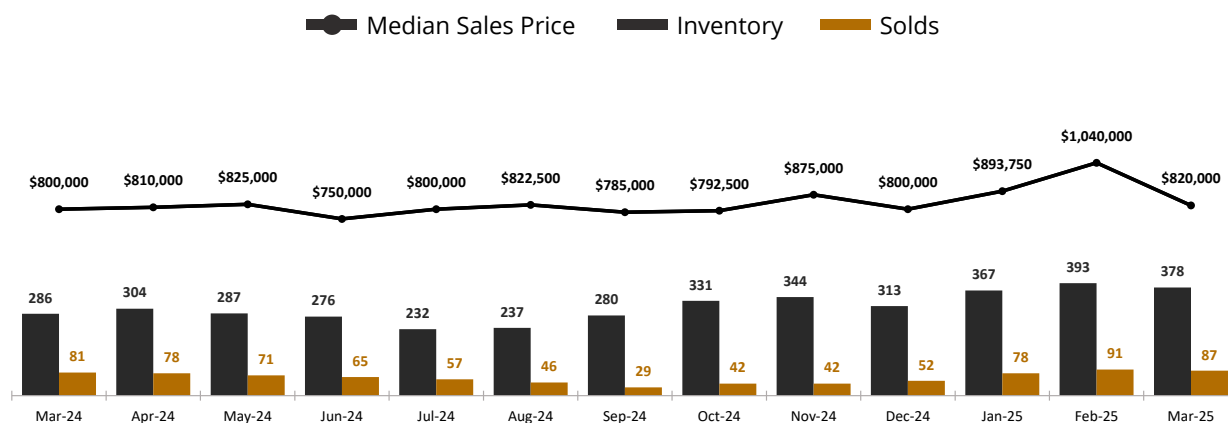 Median Sales Price Inventory Solds
$1,040,000
$875,000 $893,750
$800,000 $810,000 $825,000 $750,000 $800,000 $822,500 $785,000 $792,500 $800,000 $820,000
286 304 287 276 232 237 280 331 344 313 367 393 378
81 78 71 65 57 46 29 42 42 52 78 91 87
Mar-24 Apr-24 May-24 Jun-24 Jul-24 Aug-24 Sep-24 Oct-24 Nov-24 Dec-24 Jan-25 Feb-25 Mar-25